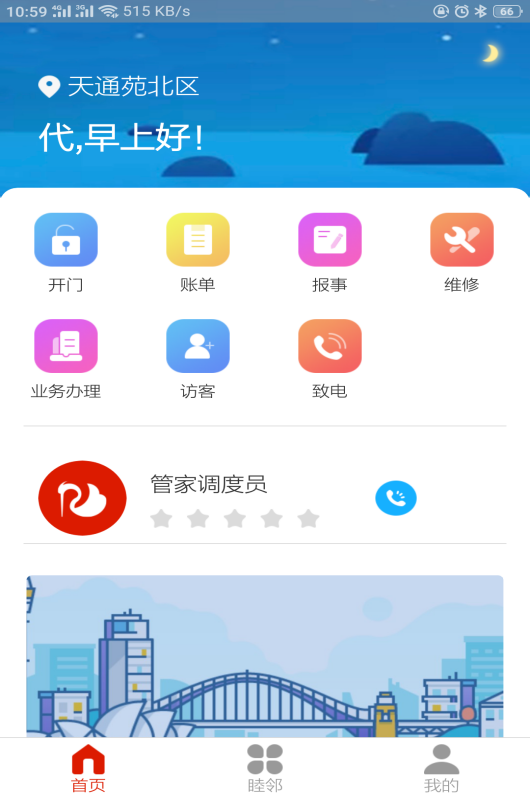 10:59 4G 3G 515 KB/s 66
天通苑北区
代,早上好!
开门 账单 报事 维修
业务办理 访客 致电
管家调度员
首页 睦邻 我的